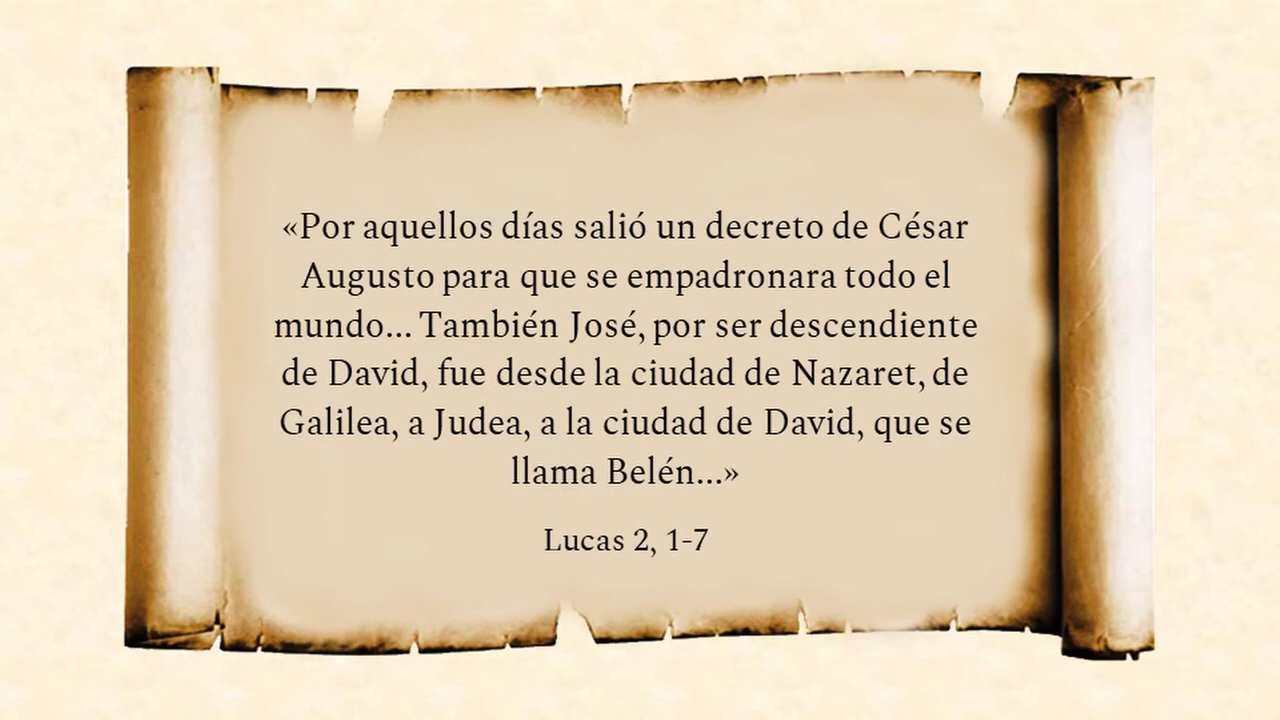 «Por aquellos días salió un decreto de César
Augusto para que se empadronara todo el
mundo... También José, por ser descendiente
de David, fue desde la ciudad de Nazaret, de
Galilea, a Judea, a la ciudad de David, que se
llama Belén...»
Lucas 2, 1-7